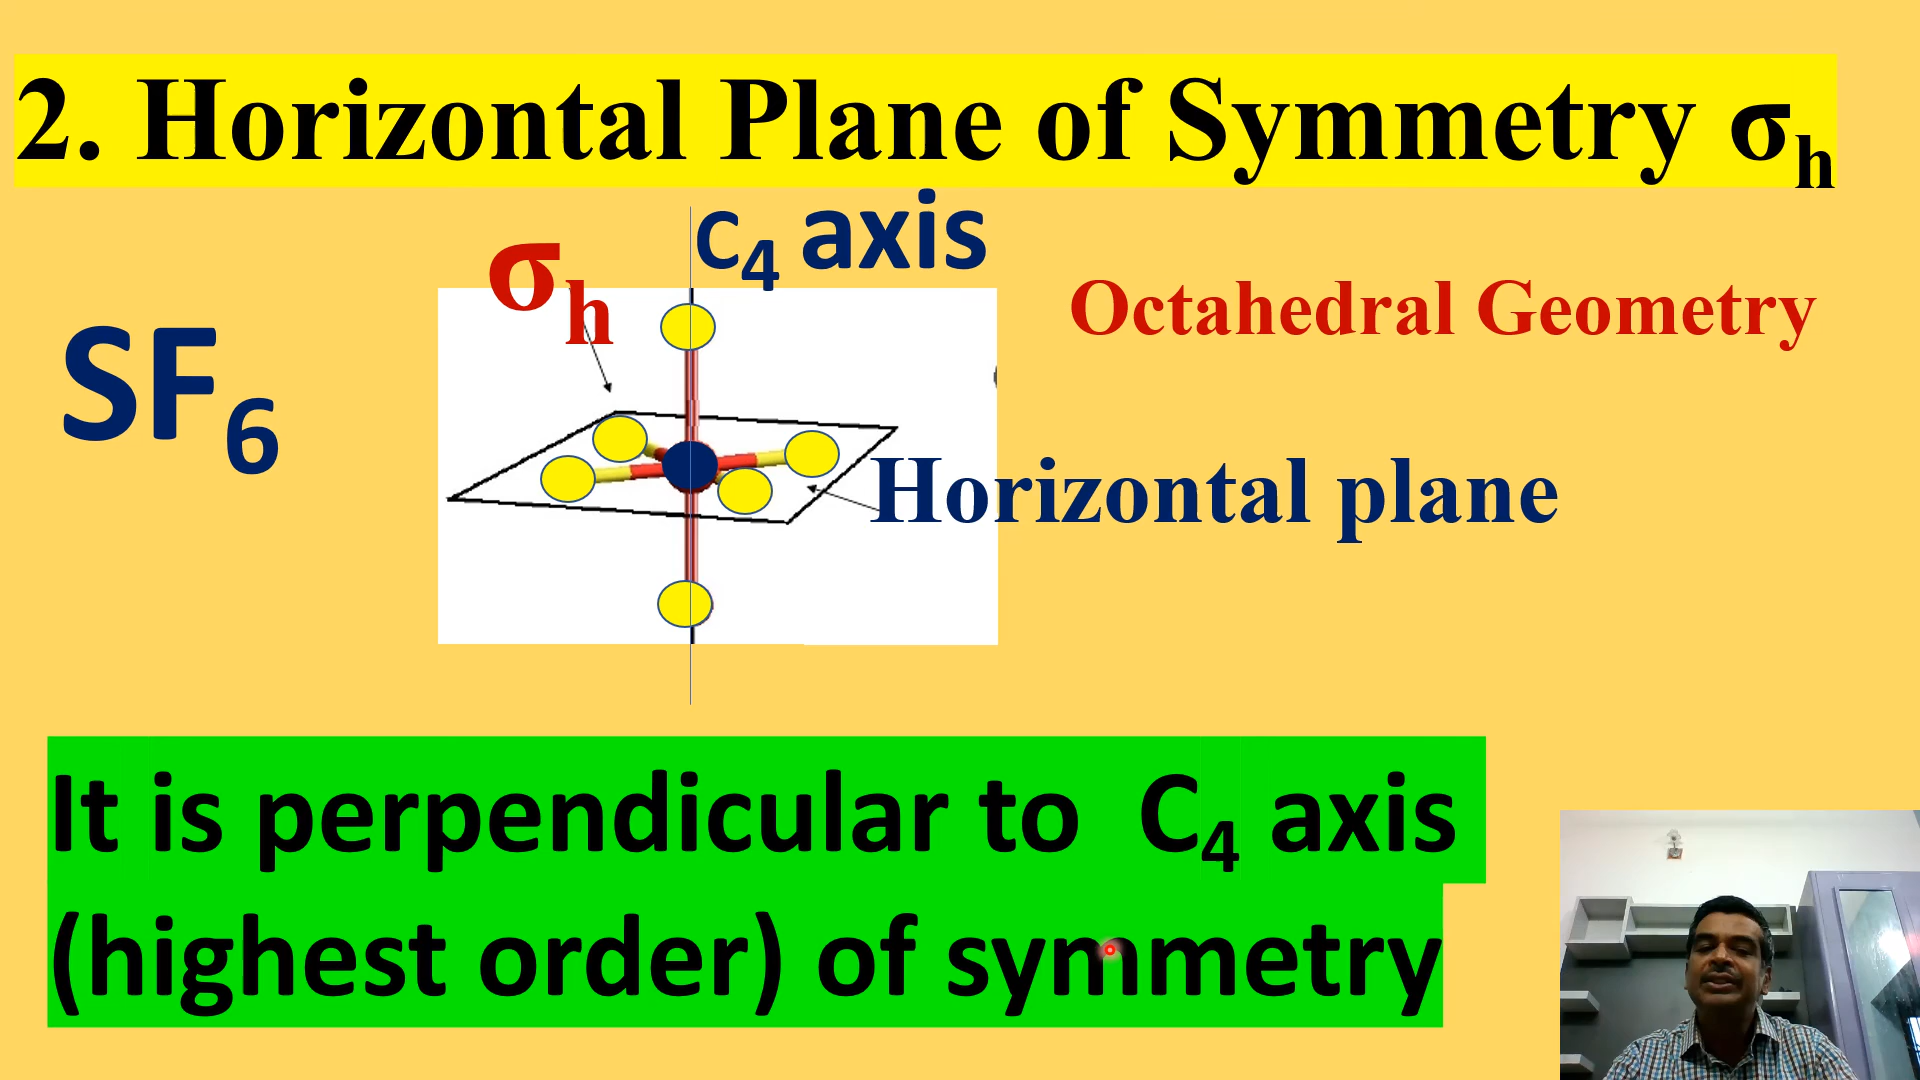 2. Horizontal Plane of Symmetry σₕ
C₄ axis
σₕ
Octahedral Geometry
SF₆
Horizontal plane
It is perpendicular to C₄ axis
(highest order) of symmetry